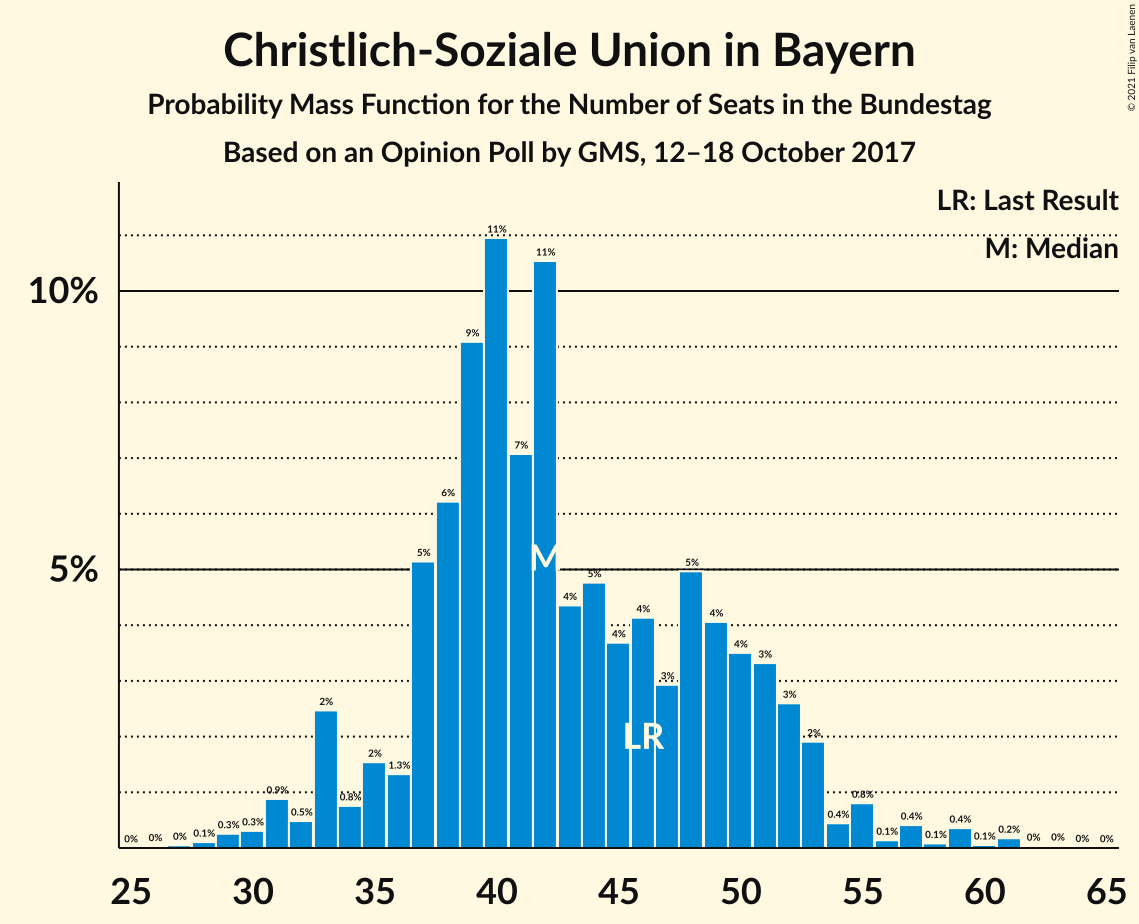 Christlich-Soziale Union in Bayern
Probability Mass Function for the Number of Seats in the Bundestag
Based on an Opinion Poll by GMS, 12–18 October 2017
© 2021 Filip van Laenen
LR: Last Result
M: Median
10%
5%
0% 0% 0% 0.1% 0.3% 0.3% 0.9% 0.5% 2% 0.8% 2% 1.3% 5% 6% 9% 11% 7% 11% 4% 5% 4% 4% 3% 5% 4% 4% 3% 3% 2% 0.4% 0.8% 0.1% 0.4% 0.1% 0.4% 0.1% 0.2% 0% 0% 0% 0%
M
LR
25 30 35 40 45 50 55 60 65